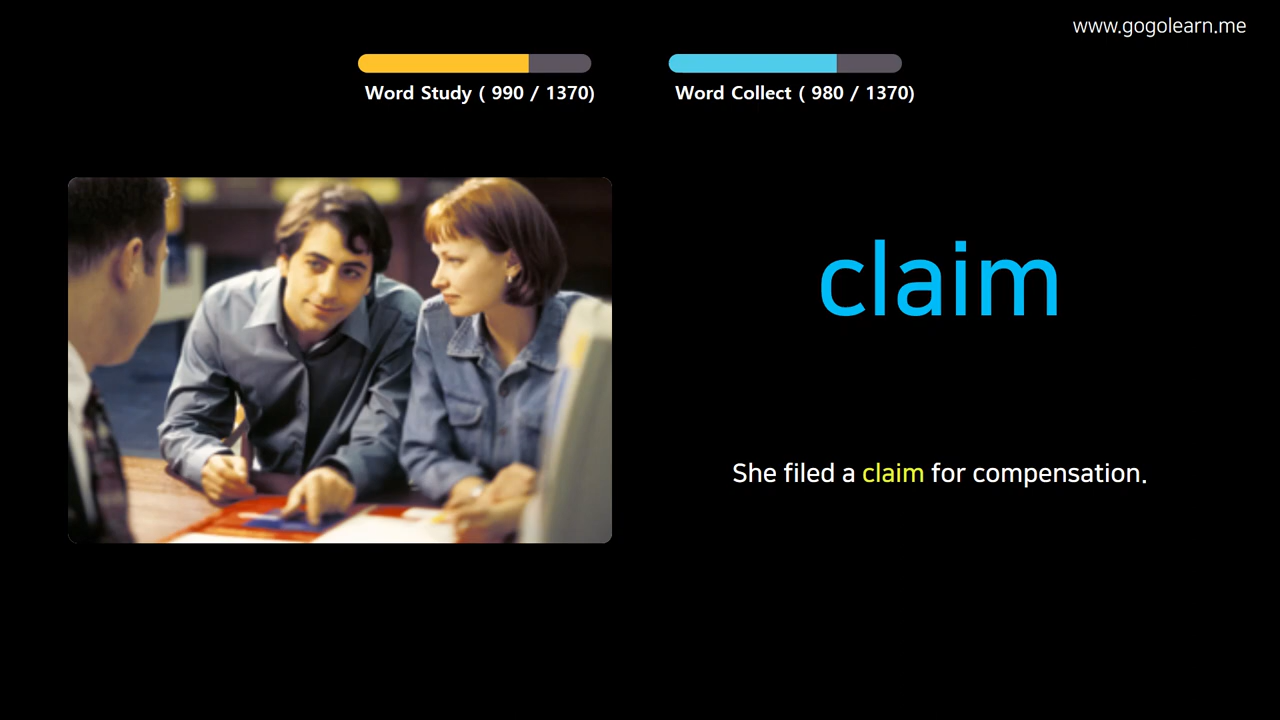 www.gogolearn.me
Word Study ( 990 / 1370)
Word Collect ( 980 / 1370)
claim
She filed a claim for compensation.